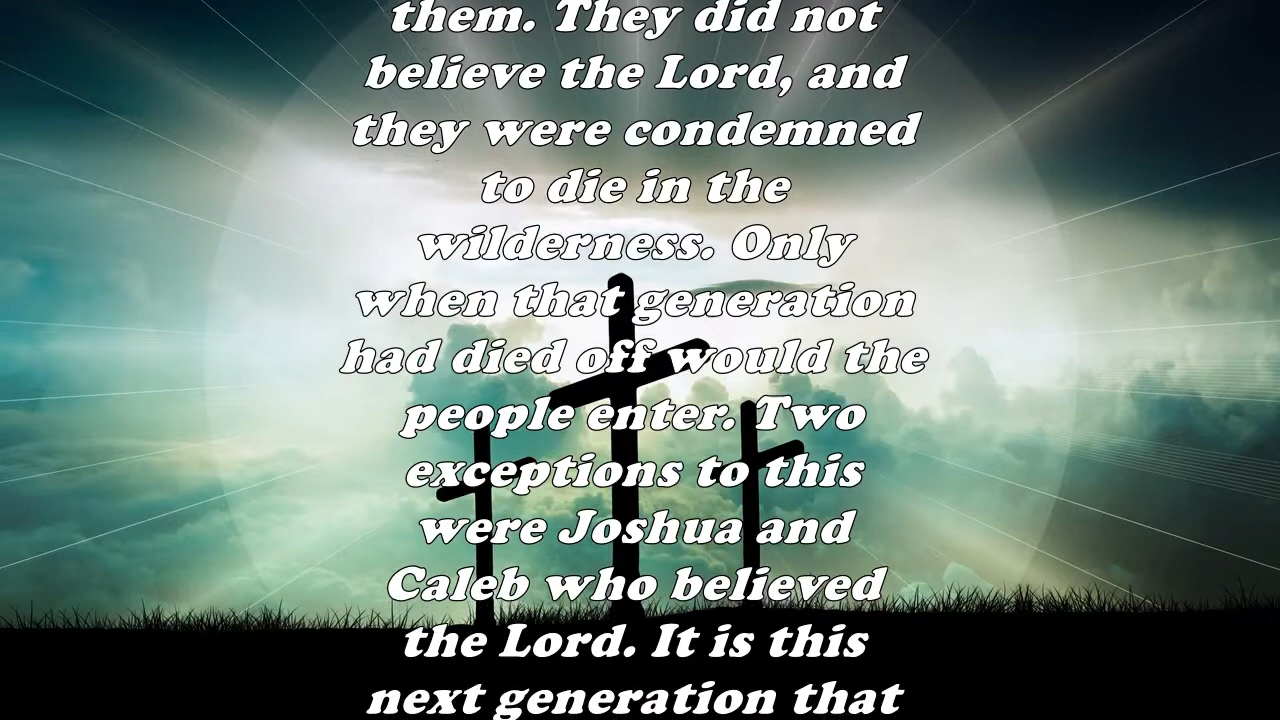 them. They did not
believe the Lord, and
they were condemned
to die in the
wilderness. Only
when that generation
had died off would the
people enter. Two
exceptions to this
were Joshua and
Caleb who believed
the Lord. It is this
next generation that